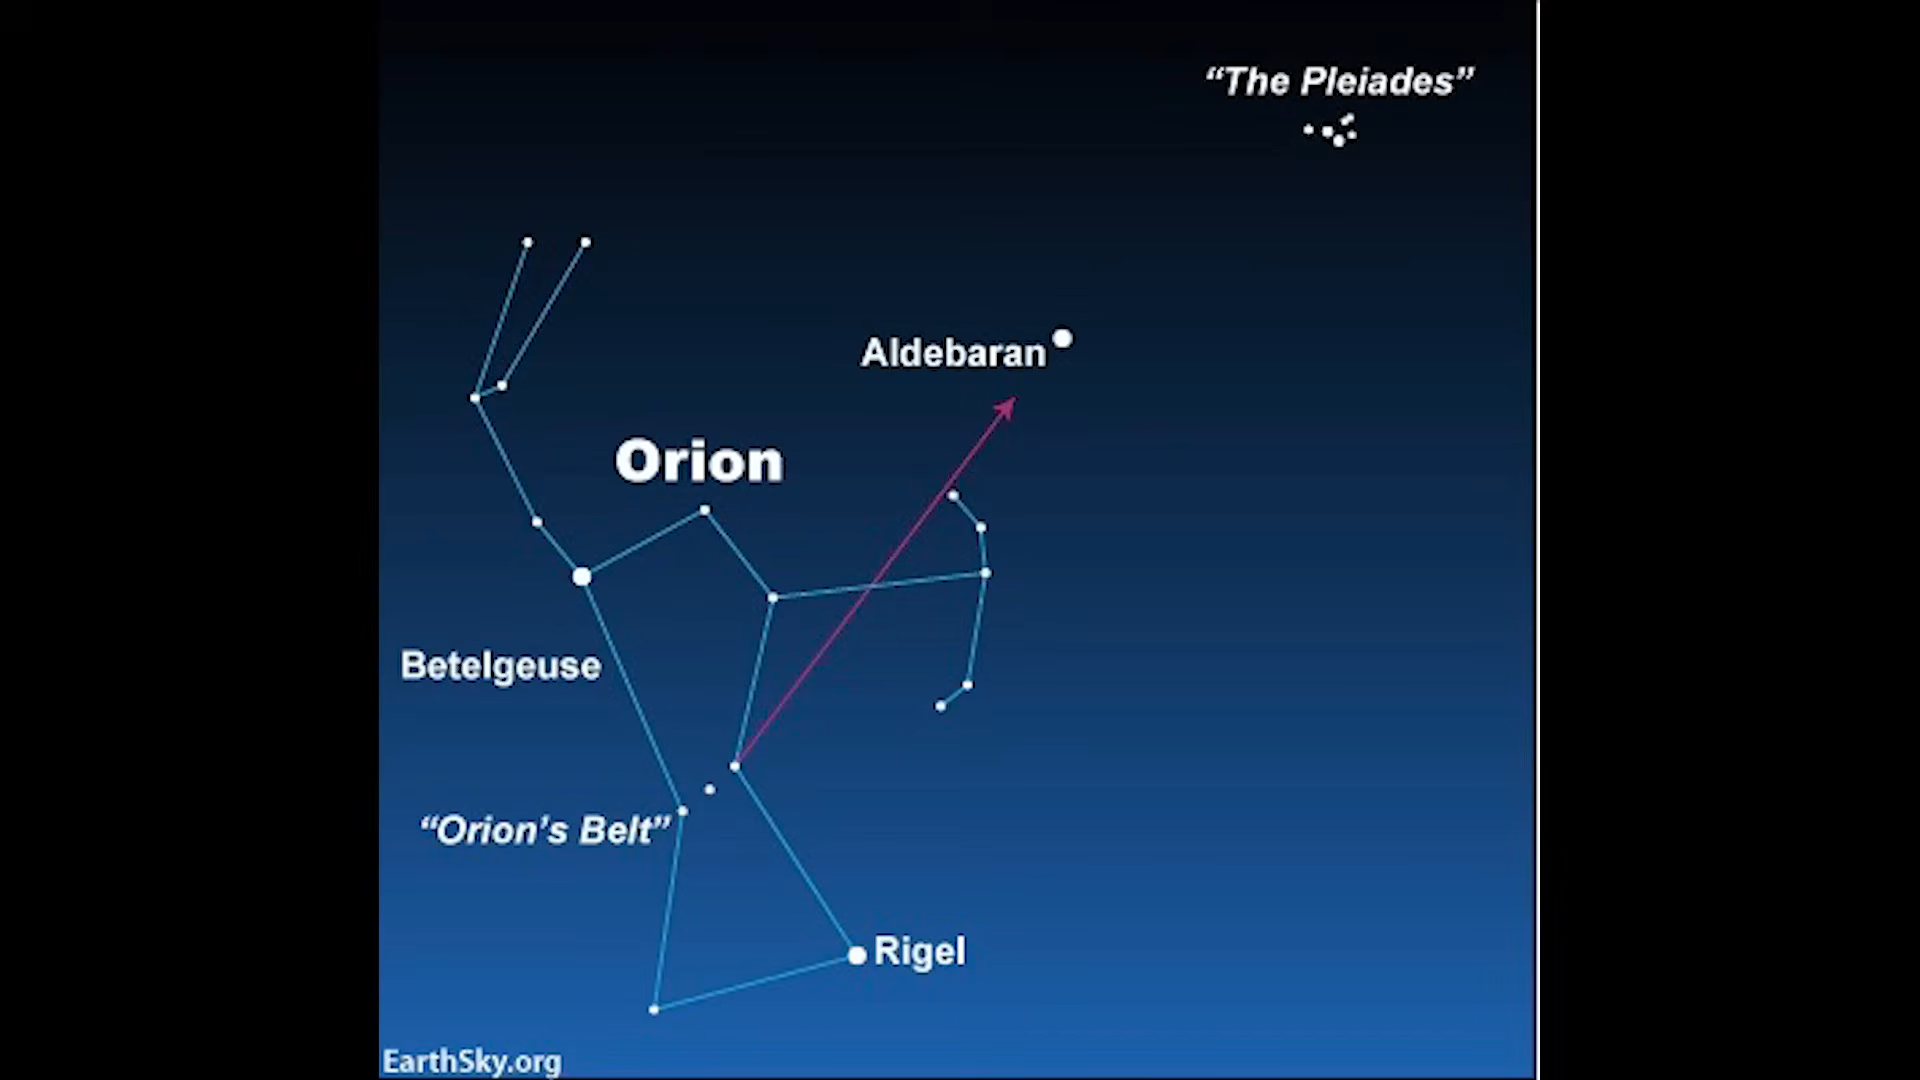 “The Pleiades”
Aldebaran
Orion
Betelgeuse
“Orion’s Belt”
Rigel
EarthSky.org